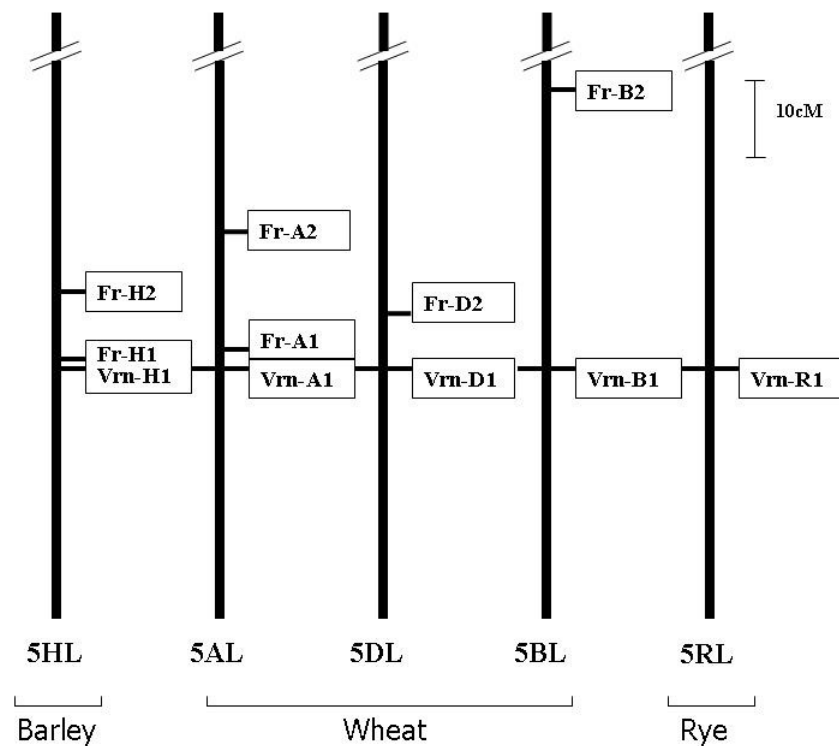 Fr-B2
10cM
Fr-A2
Fr-H2
Fr-D2
Fr-A1
Fr-H1
Vrn-H1
Vrn-A1
Vrn-D1
Vrn-B1
Vrn-R1
5HL
5AL
5DL
5BL
5RL
Barley
Wheat
Rye